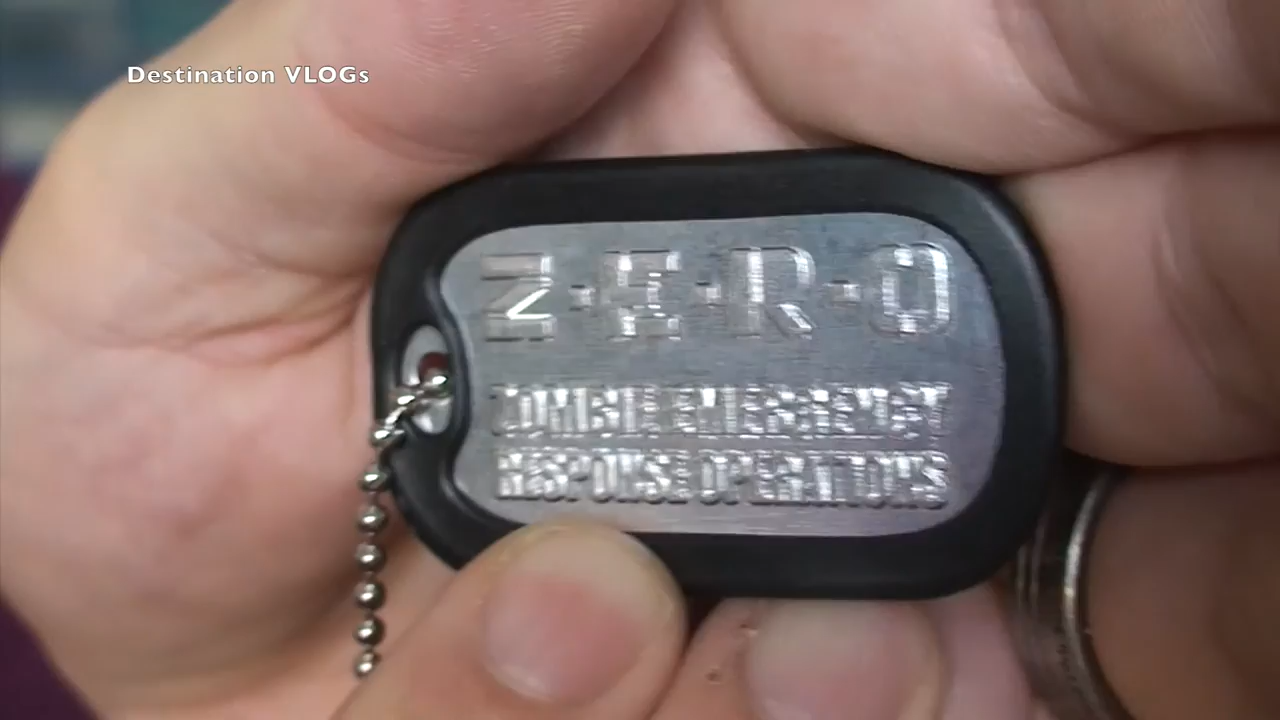 Destination VLOGs
Z·E·R·O
ZOMBIE EMERGENCY
RESPONSE OPERATIONS